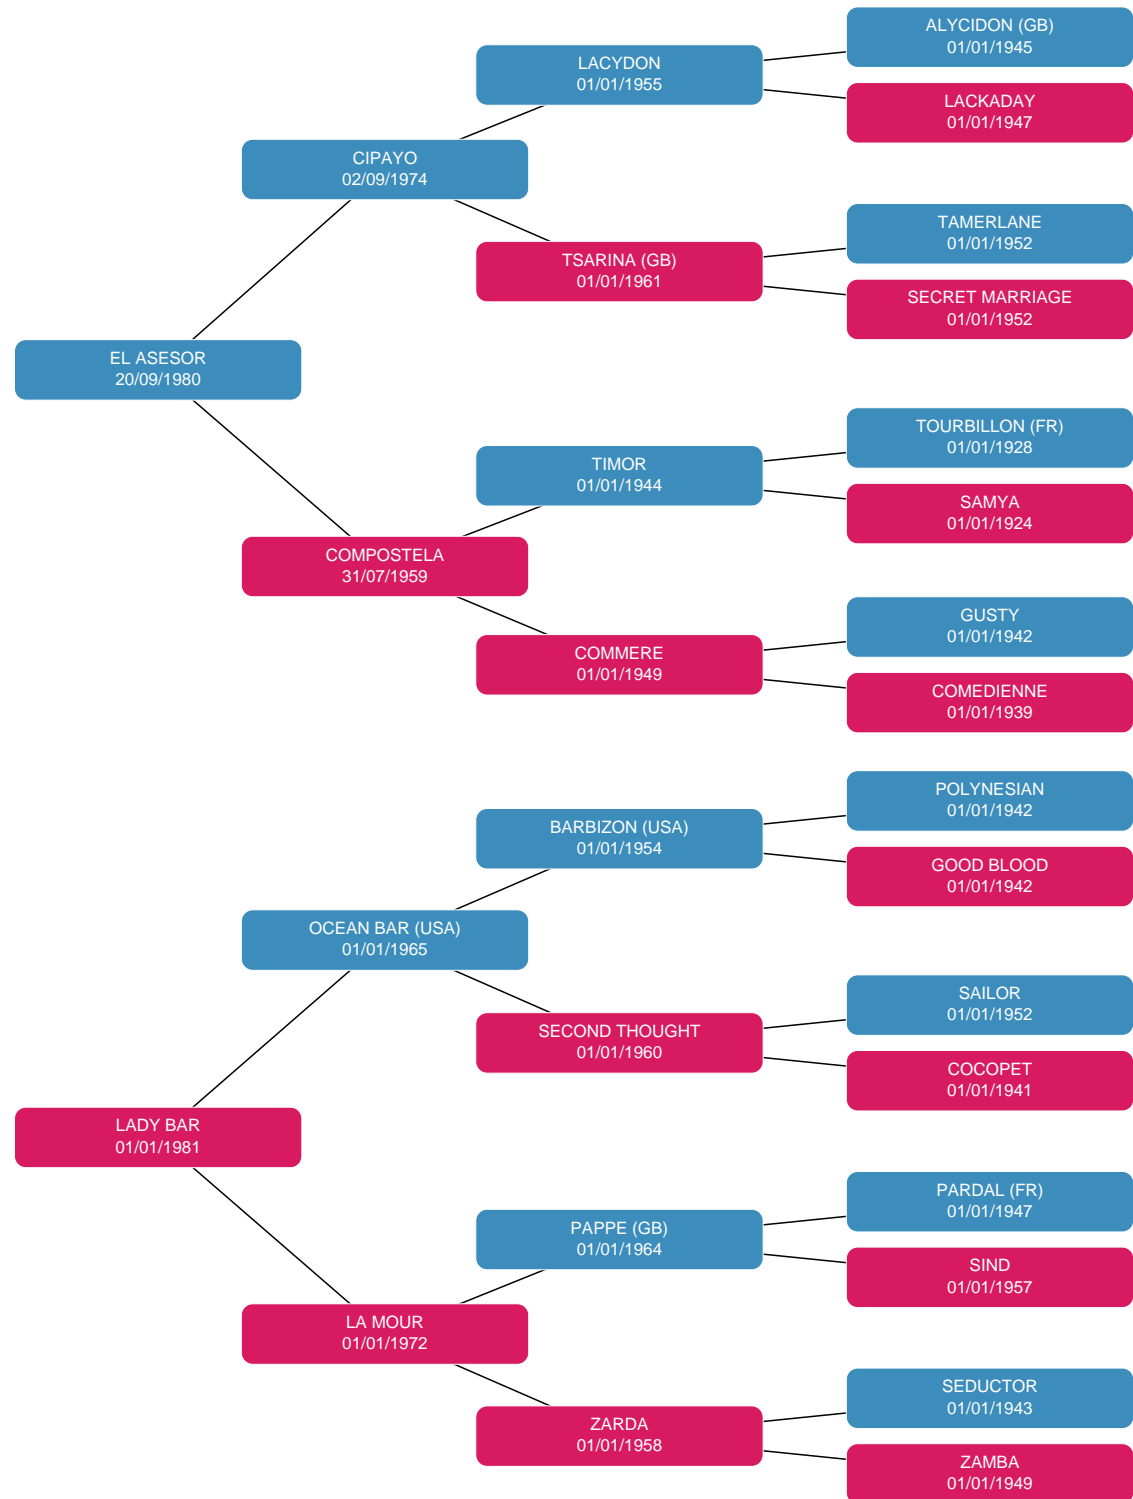 ALYCIDON (GB)
01/01/1945
LACYDON
01/01/1955
LACKADAY
01/01/1947
CIPAYO
02/09/1974
TAMERLANE
01/01/1952
TSARINA (GB)
01/01/1961
SECRET MARRIAGE
01/01/1952
EL ASESOR
20/09/1980
TOURBILLON (FR)
01/01/1928
TIMOR
01/01/1944
SAMYA
01/01/1924
COMPOSTELA
31/07/1959
GUSTY
01/01/1942
COMMERE
01/01/1949
COMEDIENNE
01/01/1939
POLYNESIAN
01/01/1942
BARBIZON (USA)
01/01/1954
GOOD BLOOD
01/01/1942
OCEAN BAR (USA)
01/01/1965
SAILOR
01/01/1952
SECOND THOUGHT
01/01/1960
COCOPET
01/01/1941
LADY BAR
01/01/1981
PARDAL (FR)
01/01/1947
PAPPE (GB)
01/01/1964
SIND
01/01/1957
LA MOUR
01/01/1972
SEDUCTOR
01/01/1943
ZARDA
01/01/1958
ZAMBA
01/01/1949